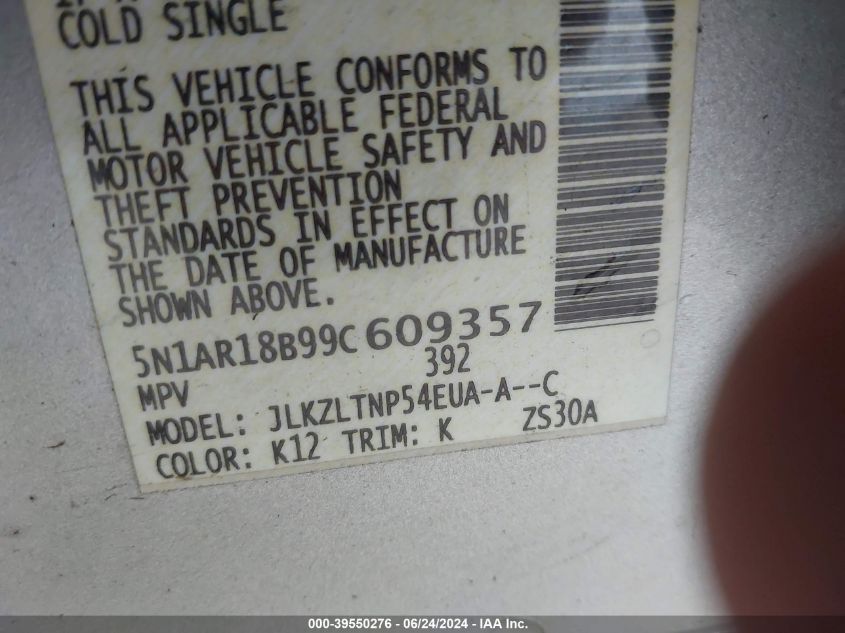 COLD SINGLE
THIS VEHICLE CONFORMS TO
ALL APPLICABLE FEDERAL
MOTOR VEHICLE SAFETY AND
THEFT PREVENTION
STANDARDS IN EFFECT ON
THE DATE OF MANUFACTURE
SHOWN ABOVE.
5N1AR18B99C609357
MPV 392
MODEL: JLKZLTNP54EUA-A--C
COLOR: K12 TRIM: K ZS30A
000-39550276 - 06/24/2024 - IAA Inc.